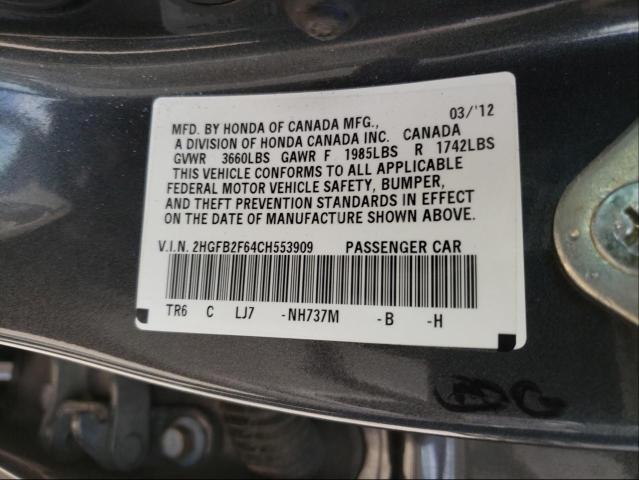 03/'12
MFD. BY HONDA OF CANADA MFG.,
A DIVISION OF HONDA CANADA INC. CANADA
GVWR 3660LBS GAWR F 1985LBS R 1742LBS
THIS VEHICLE CONFORMS TO ALL APPLICABLE
FEDERAL MOTOR VEHICLE SAFETY, BUMPER,
AND THEFT PREVENTION STANDARDS IN EFFECT
ON THE DATE OF MANUFACTURE SHOWN ABOVE.
V.I.N. 2HGFB2F64CH553909 PASSENGER CAR
TR6 C LJ7 -NH737M -B -H